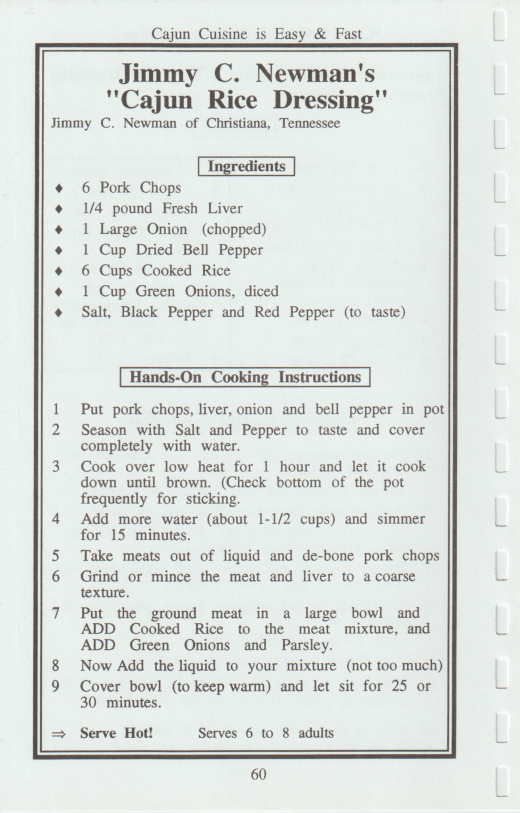 Cajun Cuisine is Easy & Fast
Jimmy C. Newman's
"Cajun Rice Dressing"
Jimmy C. Newman of Christiana, Tennessee
Ingredients
♦ 6 Pork Chops
♦ 1/4 pound Fresh Liver
♦ 1 Large Onion (chopped)
♦ 1 Cup Dried Bell Pepper
♦ 6 Cups Cooked Rice
♦ 1 Cup Green Onions, diced
♦ Salt, Black Pepper and Red Pepper (to taste)
Hands-On Cooking Instructions
1 Put pork chops, liver, onion and bell pepper in pot
2 Season with Salt and Pepper to taste and cover
completely with water.
3 Cook over low heat for 1 hour and let it cook
down until brown. (Check bottom of the pot
frequently for sticking.
4 Add more water (about 1-1/2 cups) and simmer
for 15 minutes.
5 Take meats out of liquid and de-bone pork chops
6 Grind or mince the meat and liver to a coarse
texture.
7 Put the ground meat in a large bowl and
ADD Cooked Rice to the meat mixture, and
ADD Green Onions and Parsley.
8 Now Add the liquid to your mixture (not too much)
9 Cover bowl (to keep warm) and let sit for 25 or
30 minutes.
⇒ Serve Hot! Serves 6 to 8 adults
60